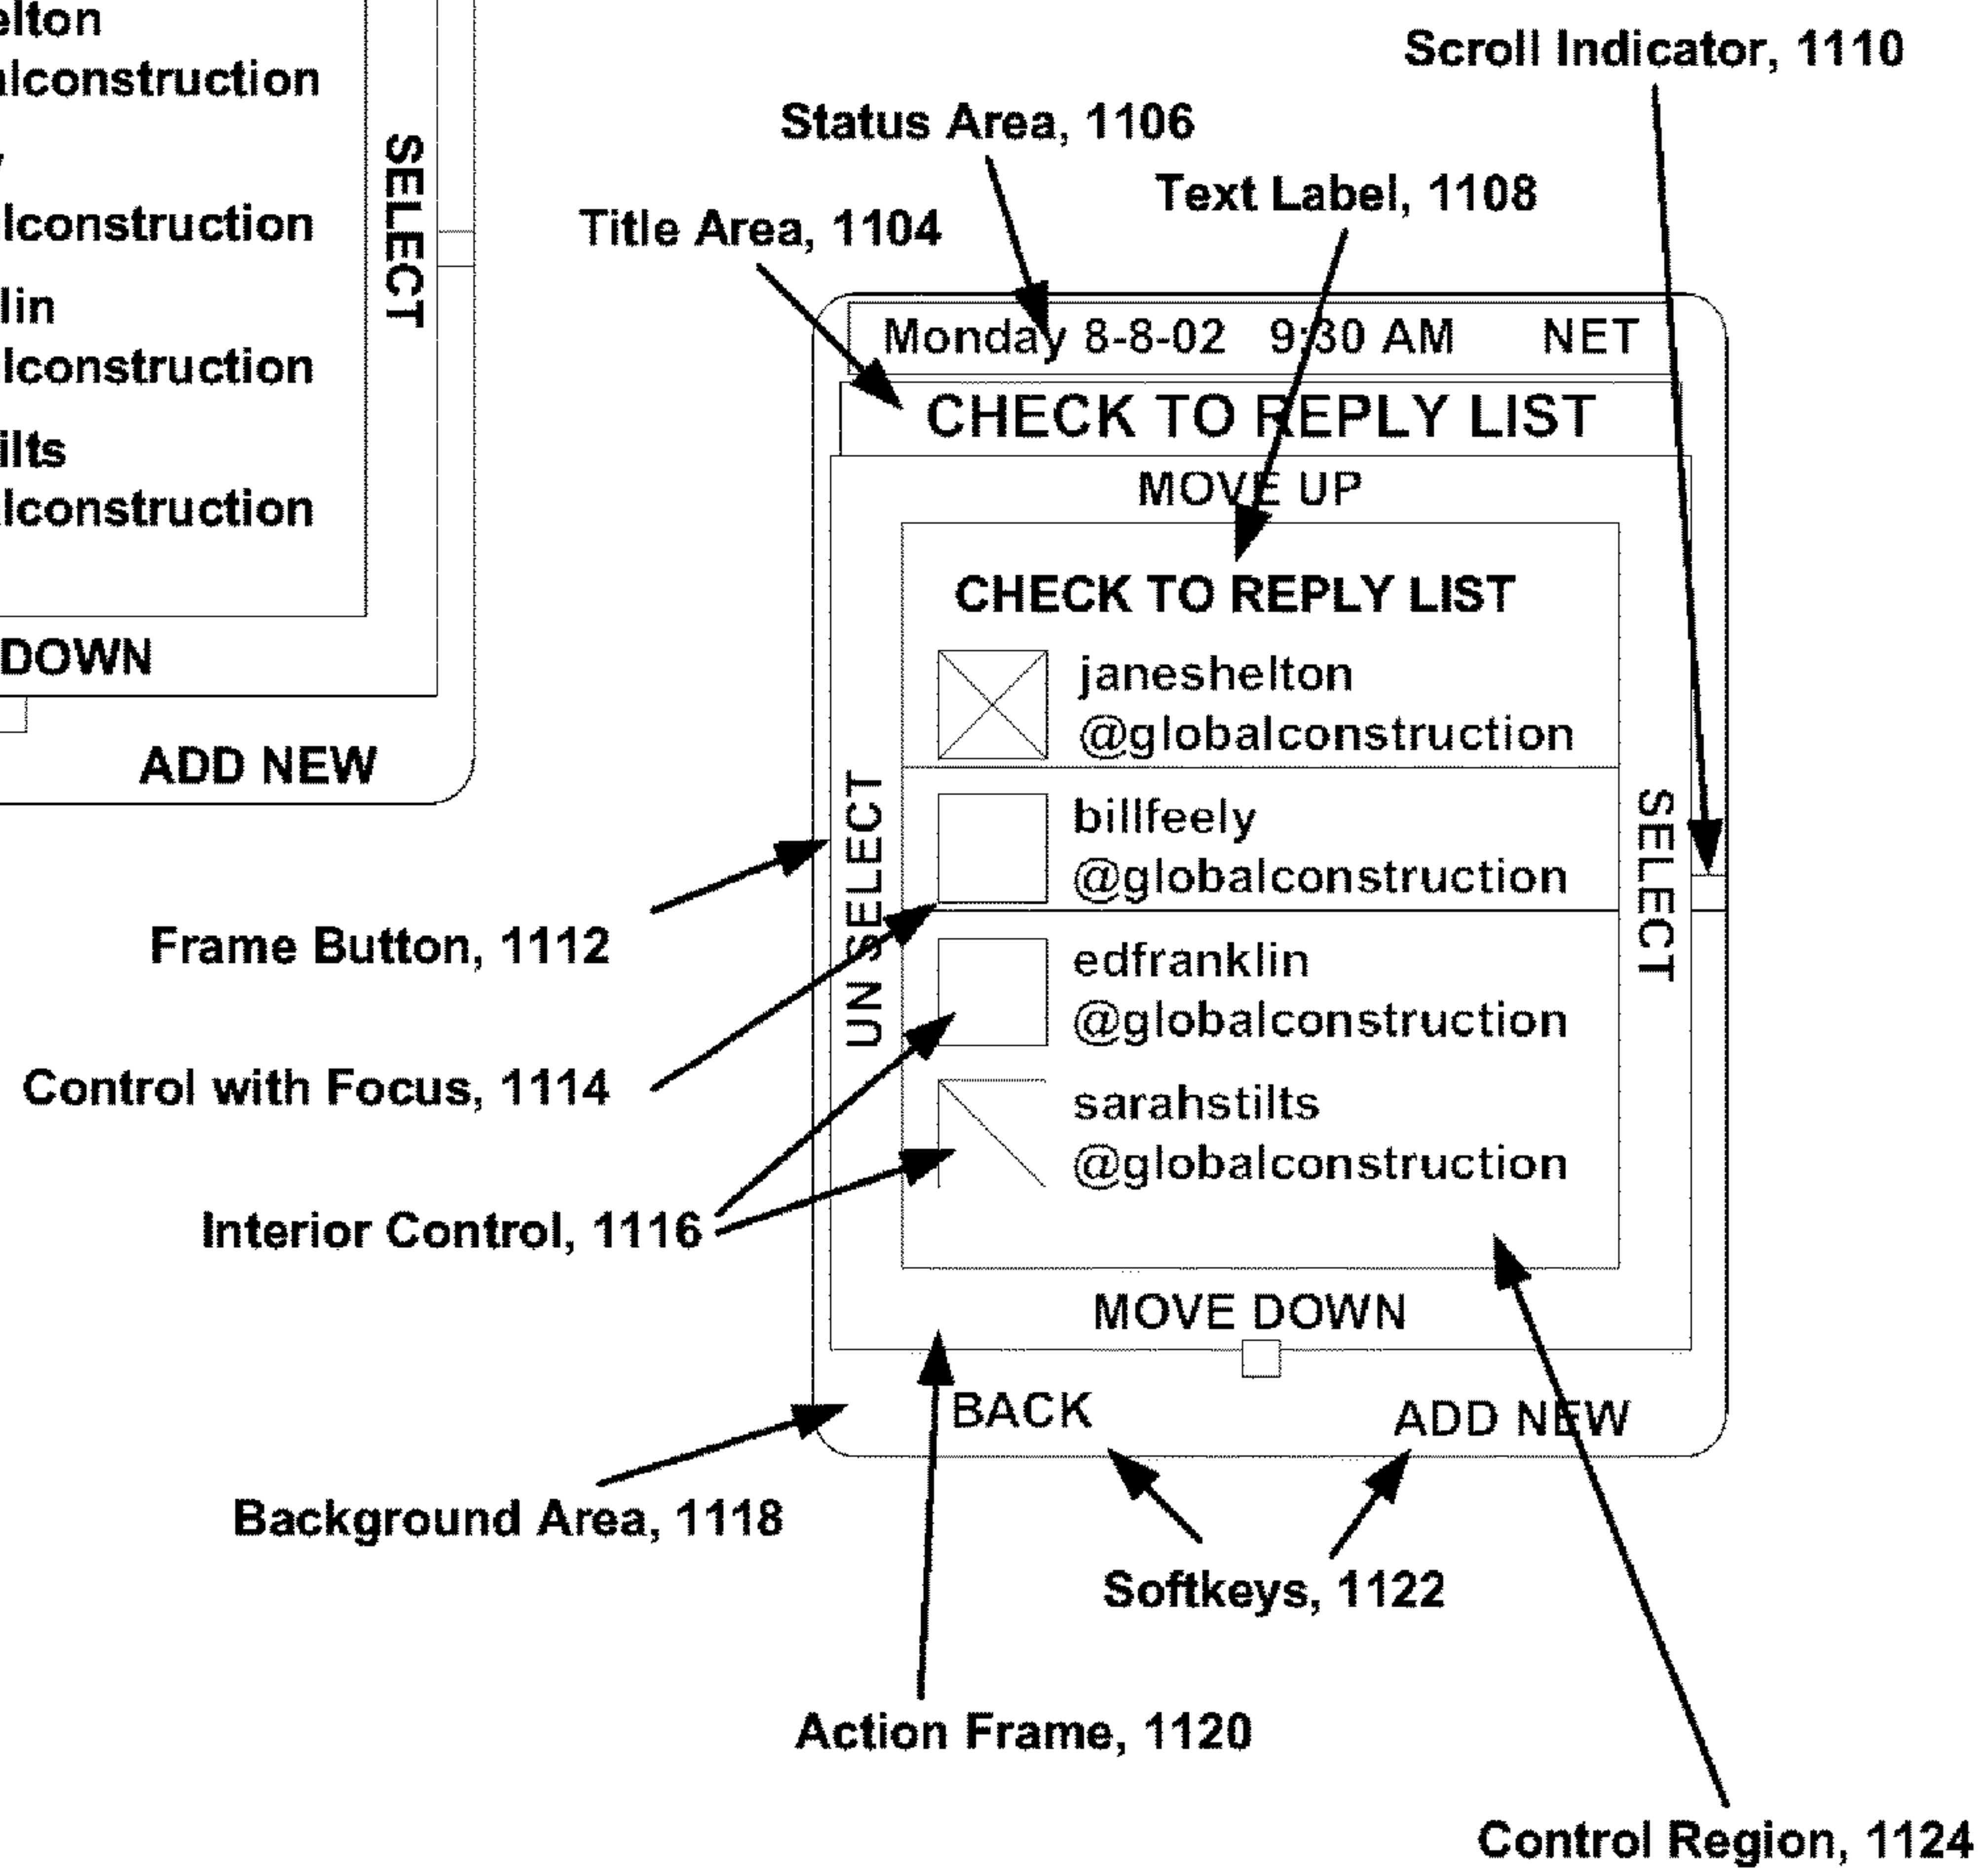 elton
alconstruction
lconstruction
lin
lconstruction
ilts
lconstruction
SELECT
DOWN
ADD NEW
Scroll Indicator, 1110
Status Area, 1106
Text Label, 1108
Title Area, 1104
Monday 8-8-02 9:30 AM NET
CHECK TO REPLY LIST
MOVE UP
CHECK TO REPLY LIST
janeshelton
@globalconstruction
billfeely
@globalconstruction
edfranklin
@globalconstruction
sarahstilts
@globalconstruction
UN SELECT
SELECT
MOVE DOWN
BACK
ADD NEW
Frame Button, 1112
Control with Focus, 1114
Interior Control, 1116
Background Area, 1118
Softkeys, 1122
Action Frame, 1120
Control Region, 1124